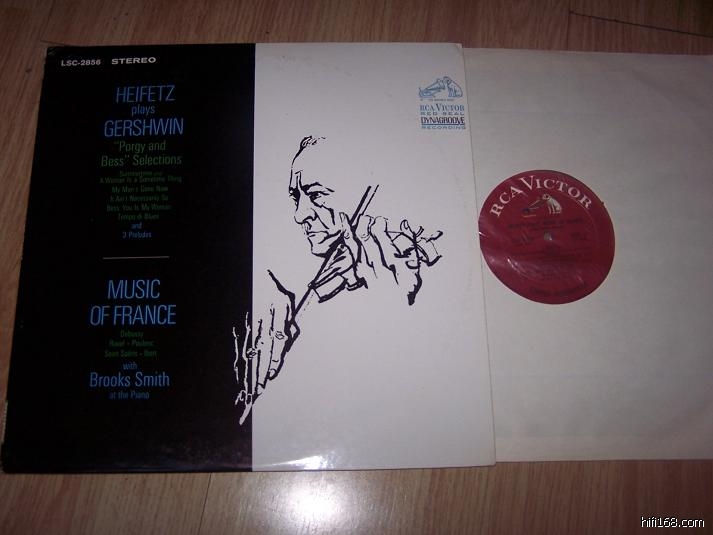 LSC-2856 STEREO
HEIFETZ
plays
GERSHWIN
"Porgy and
Bess" Selections
Summertime and
A Woman Is a Sometime Thing
My Man's Gone Now
It Ain't Necessarily So
Bess You Is My Woman
Tempo di Blues
and
3 Preludes
MUSIC
OF FRANCE
Debussy
Ravel - Poulenc
Saint Saëns - Ibert
with
Brooks Smith
at the Piano
RCA VICTOR
RED SEAL
DYNAGROOVE
RECORDING
RCA VICTOR
hifi168.com